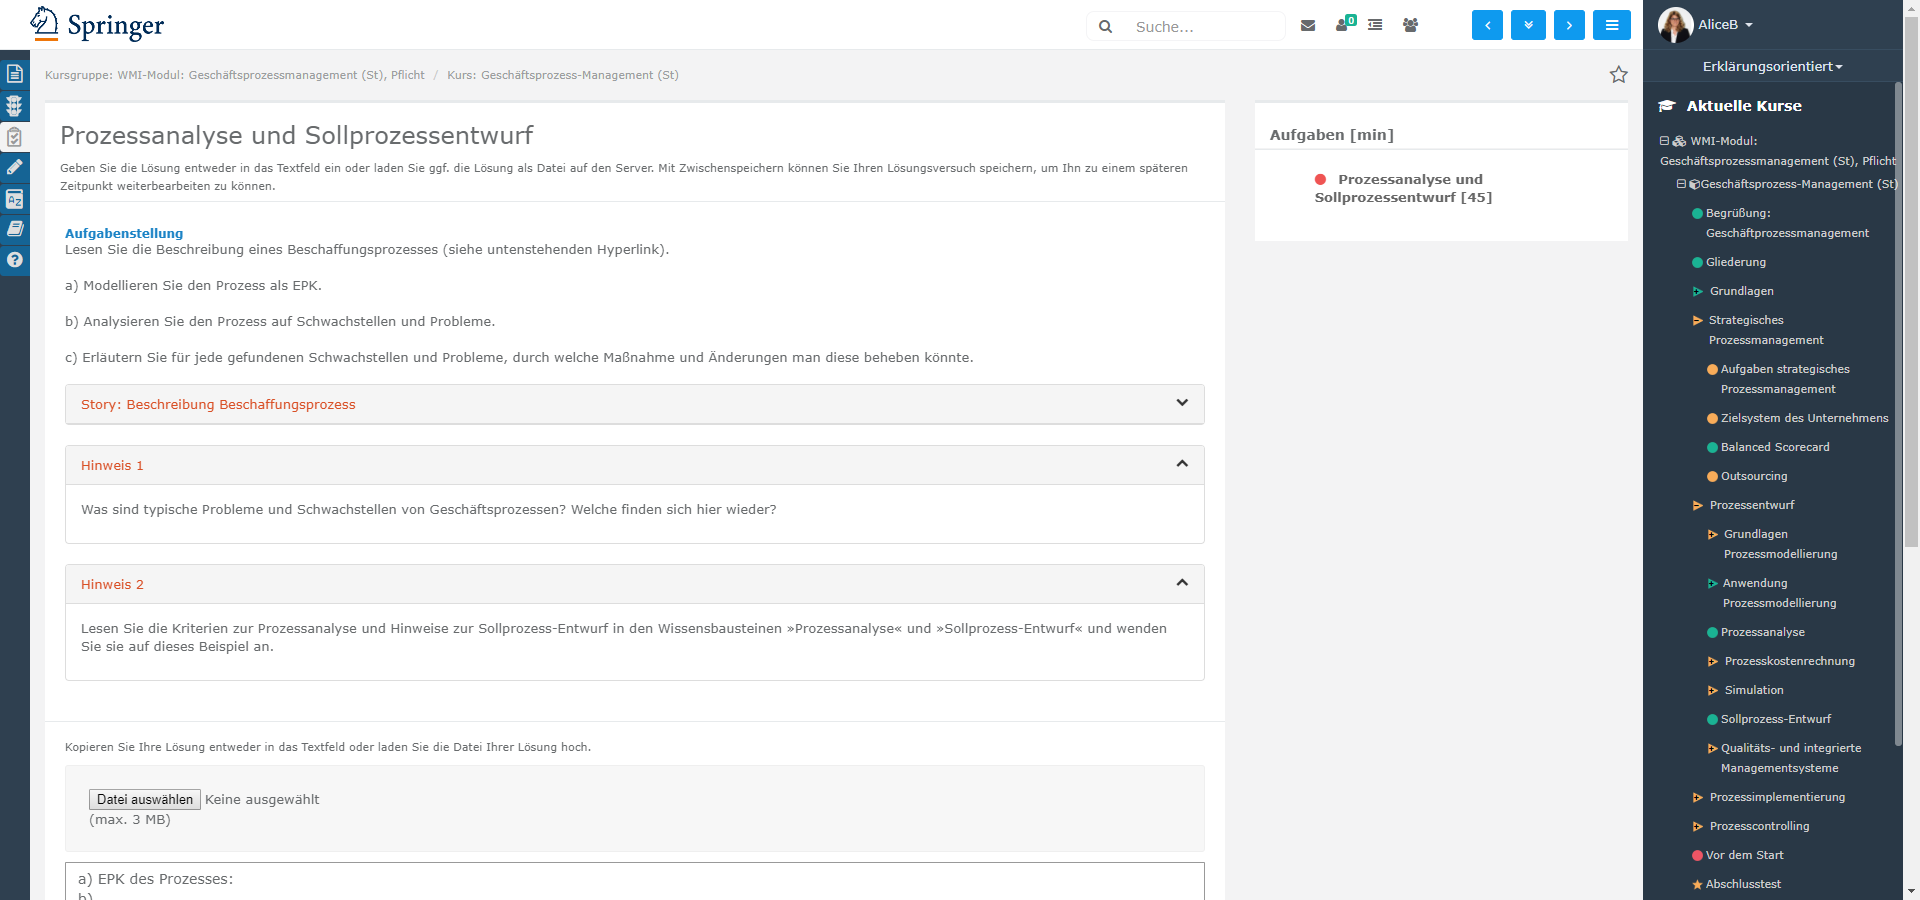 Springer
Suche...
0
AliceB
Erklärungsorientiert
Kursgruppe: WMI-Modul: Geschäftsprozessmanagement (St), Pflicht / Kurs: Geschäftsprozess-Management (St)
Prozessanalyse und Sollprozessentwurf
Geben Sie die Lösung entweder in das Textfeld ein oder laden Sie ggf. die Lösung als Datei auf den Server. Mit Zwischenspeichern können Sie Ihren Lösungsversuch speichern, um Ihn zu einem späteren
Zeitpunkt weiterbearbeiten zu können.
Aufgabenstellung
Lesen Sie die Beschreibung eines Beschaffungsprozesses (siehe untenstehenden Hyperlink).
a) Modellieren Sie den Prozess als EPK.
b) Analysieren Sie den Prozess auf Schwachstellen und Probleme.
c) Erläutern Sie für jede gefundenen Schwachstellen und Probleme, durch welche Maßnahme und Änderungen man diese beheben könnte.
Story: Beschreibung Beschaffungsprozess
Hinweis 1
Was sind typische Probleme und Schwachstellen von Geschäftsprozessen? Welche finden sich hier wieder?
Hinweis 2
Lesen Sie die Kriterien zur Prozessanalyse und Hinweise zur Sollprozess-Entwurf in den Wissensbausteinen »Prozessanalyse« und »Sollprozess-Entwurf« und wenden
Sie sie auf dieses Beispiel an.
Kopieren Sie Ihre Lösung entweder in das Textfeld oder laden Sie die Datei Ihrer Lösung hoch.
Datei auswählen Keine ausgewählt
(max. 3 MB)
a) EPK des Prozesses:
b)
Aufgaben [min]
Prozessanalyse und
Sollprozessentwurf [45]
Aktuelle Kurse
WMI-Modul:
Geschäftsprozessmanagement (St), Pflicht
Geschäftsprozess-Management (St)
Begrüßung:
Geschäftprozessmanagement
Gliederung
Grundlagen
Strategisches
Prozessmanagement
Aufgaben strategisches
Prozessmanagement
Zielsystem des Unternehmens
Balanced Scorecard
Outsourcing
Prozessentwurf
Grundlagen
Prozessmodellierung
Anwendung
Prozessmodellierung
Prozessanalyse
Prozesskostenrechnung
Simulation
Sollprozess-Entwurf
Qualitäts- und integrierte
Managementsysteme
Prozessimplementierung
Prozesscontrolling
Vor dem Start
Abschlusstest